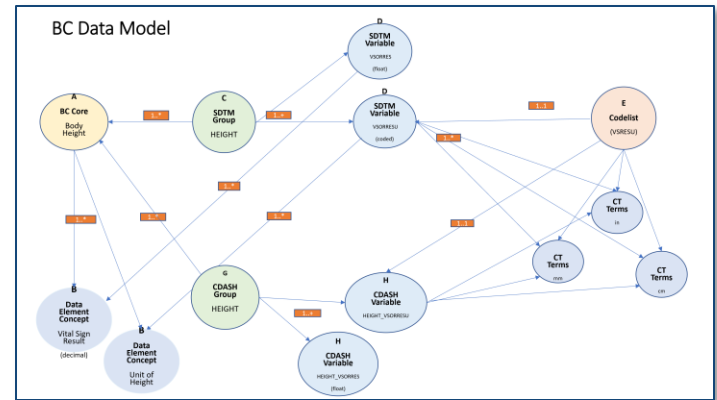 BC Data Model
D
SDTM
Variable
VSORRES
(float)
A
BC Core
Body
Height
1..*
C
SDTM
Group
HEIGHT
1..*
D
SDTM
Variable
VSORRESU
(coded)
1..1
1..*
E
Codelist
(VSRESU)
1..*
1..*
1..*
1..*
1..1
CT
Terms
in
CT
Terms
mm
CT
Terms
cm
B
Data
Element
Concept
Vital Sign
Result
(decimal)
B
Data
Element
Concept
Unit of
Height
G
CDASH
Group
HEIGHT
1..*
H
CDASH
Variable
HEIGHT_VSORRESU
H
CDASH
Variable
HEIGHT_VSORRES
(float)